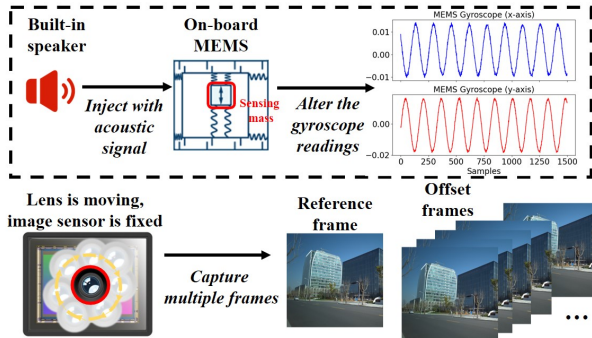 Built-in
speaker
Inject with
acoustic
signal
On-board
MEMS
Sensing
mass
Alter the
gyroscope
readings
MEMS Gyroscope (x-axis)
0.01
0.00
−0.01
MEMS Gyroscope (y-axis)
0.00
−0.02
0 250 500 750 1000 1250 1500
Samples
Lens is moving,
image sensor is fixed
Capture
multiple frames
Reference
frame
Offset
frames
...